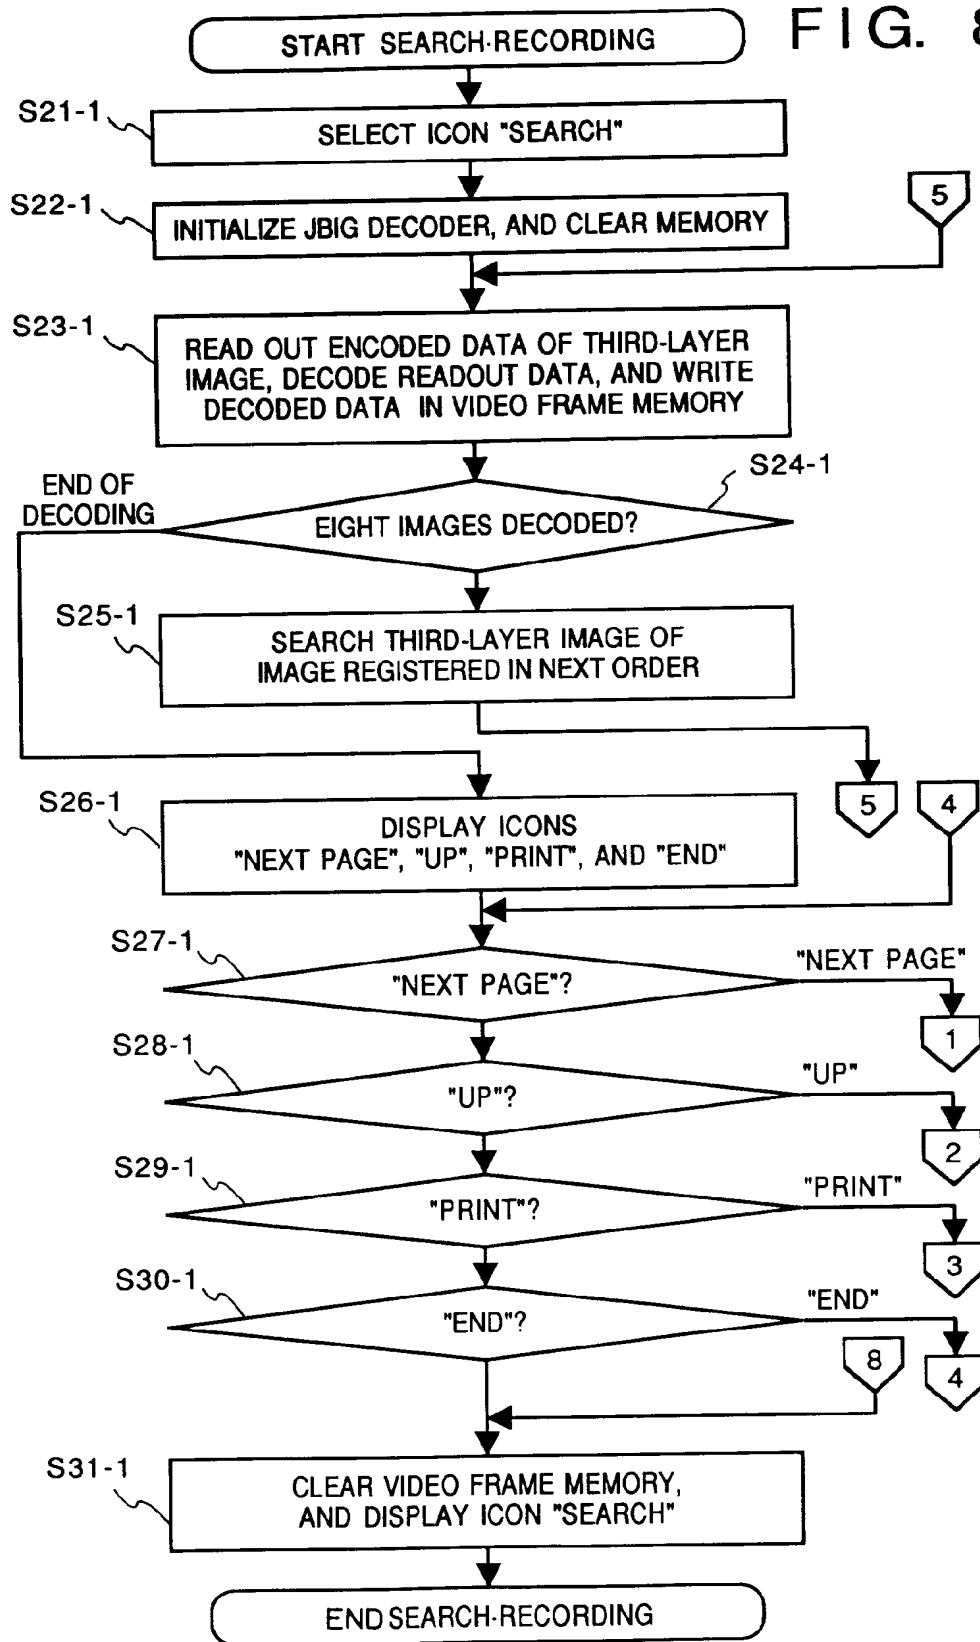 FIG. 8
START SEARCH·RECORDING
S21-1
SELECT ICON "SEARCH"
S22-1
INITIALIZE JBIG DECODER, AND CLEAR MEMORY
5
S23-1
READ OUT ENCODED DATA OF THIRD-LAYER
IMAGE, DECODE READOUT DATA, AND WRITE
DECODED DATA IN VIDEO FRAME MEMORY
S24-1
END OF
DECODING
EIGHT IMAGES DECODED?
S25-1
SEARCH THIRD-LAYER IMAGE OF
IMAGE REGISTERED IN NEXT ORDER
5
4
S26-1
DISPLAY ICONS
"NEXT PAGE", "UP", "PRINT", AND "END"
S27-1
"NEXT PAGE"?
"NEXT PAGE"
1
S28-1
"UP"?
"UP"
2
S29-1
"PRINT"?
"PRINT"
3
S30-1
"END"?
"END"
8
4
S31-1
CLEAR VIDEO FRAME MEMORY,
AND DISPLAY ICON "SEARCH"
END SEARCH·RECORDING